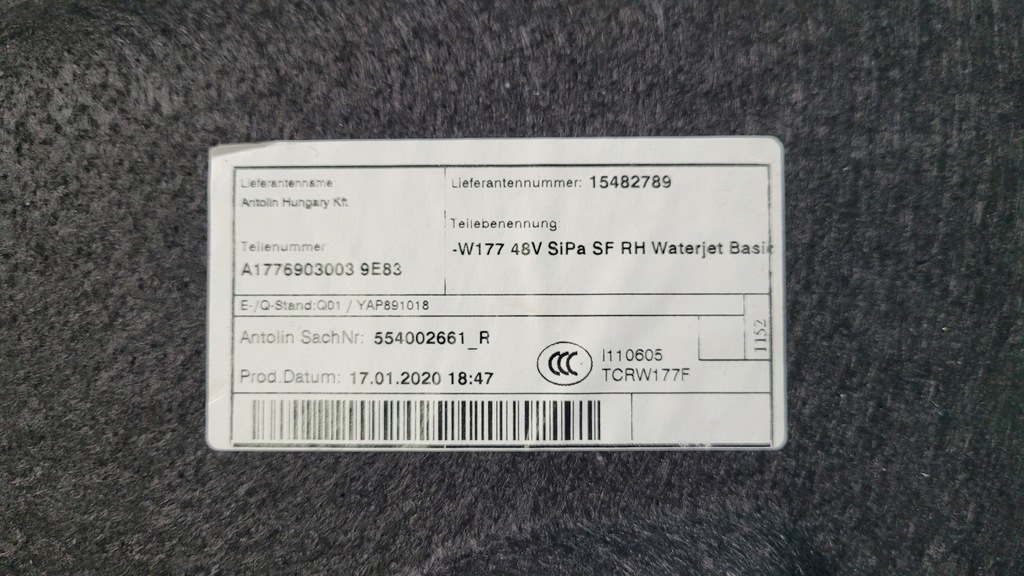 Lieferantenname
Antolin Hungary Kft
Lieferantennummer: 15482789
Teilebenennung:
-W177 48V SiPa SF RH Waterjet Basic
Teilenummer
A1776903003 9E83
E-/Q-Stand:Q01 / YAP891018
Antolin SachNr: 554002661_R
Prod.Datum: 17.01.2020 18:47
CCC
I110605
TCRW177F
1152